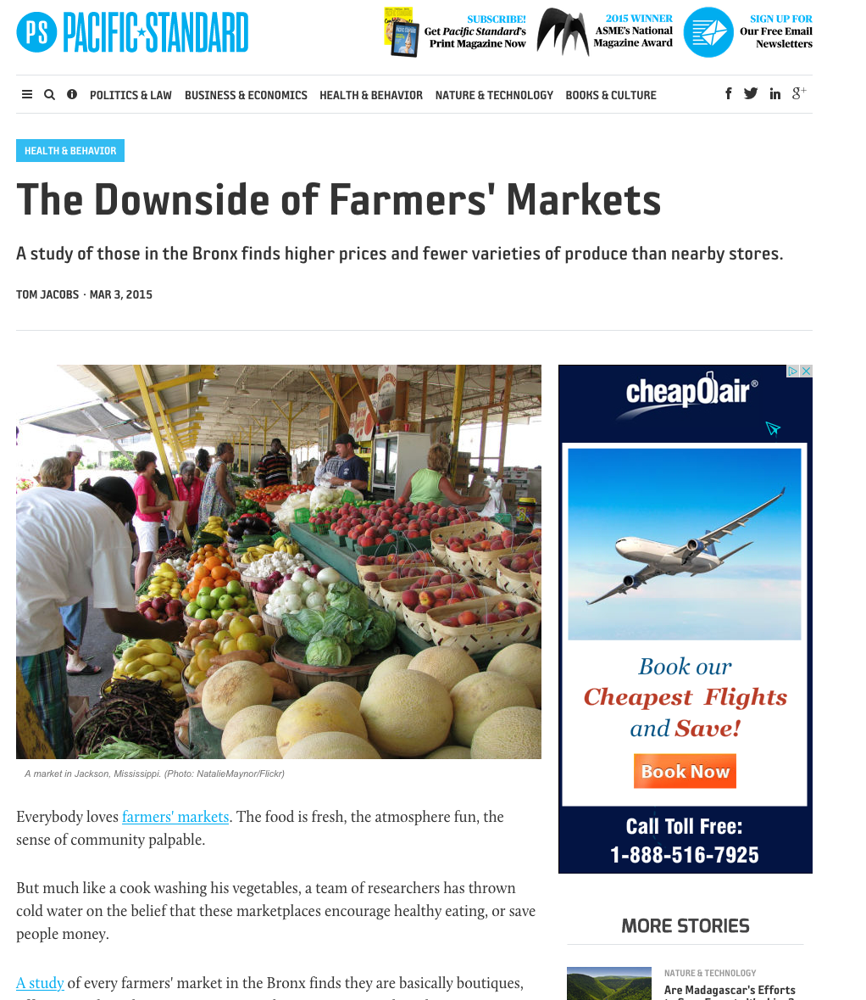 PS PACIFIC STANDARD
SUBSCRIBE!
Get Pacific Standard's
Print Magazine Now
2015 WINNER
ASME's National
Magazine Award
SIGN UP FOR
Our Free Email
Newsletters
POLITICS & LAW BUSINESS & ECONOMICS HEALTH & BEHAVIOR NATURE & TECHNOLOGY BOOKS & CULTURE
HEALTH & BEHAVIOR
The Downside of Farmers' Markets
A study of those in the Bronx finds higher prices and fewer varieties of produce than nearby stores.
TOM JACOBS · MAR 3, 2015
cheapOair®
Book our
Cheapest Flights
and Save!
Book Now
Call Toll Free:
1-888-516-7925
A market in Jackson, Mississippi. (Photo: NatalieMaynor/Flickr)
Everybody loves farmers' markets. The food is fresh, the atmosphere fun, the
sense of community palpable.
But much like a cook washing his vegetables, a team of researchers has thrown
cold water on the belief that these marketplaces encourage healthy eating, or save
people money.
A study of every farmers' market in the Bronx finds they are basically boutiques,
MORE STORIES
NATURE & TECHNOLOGY
Are Madagascar's Efforts